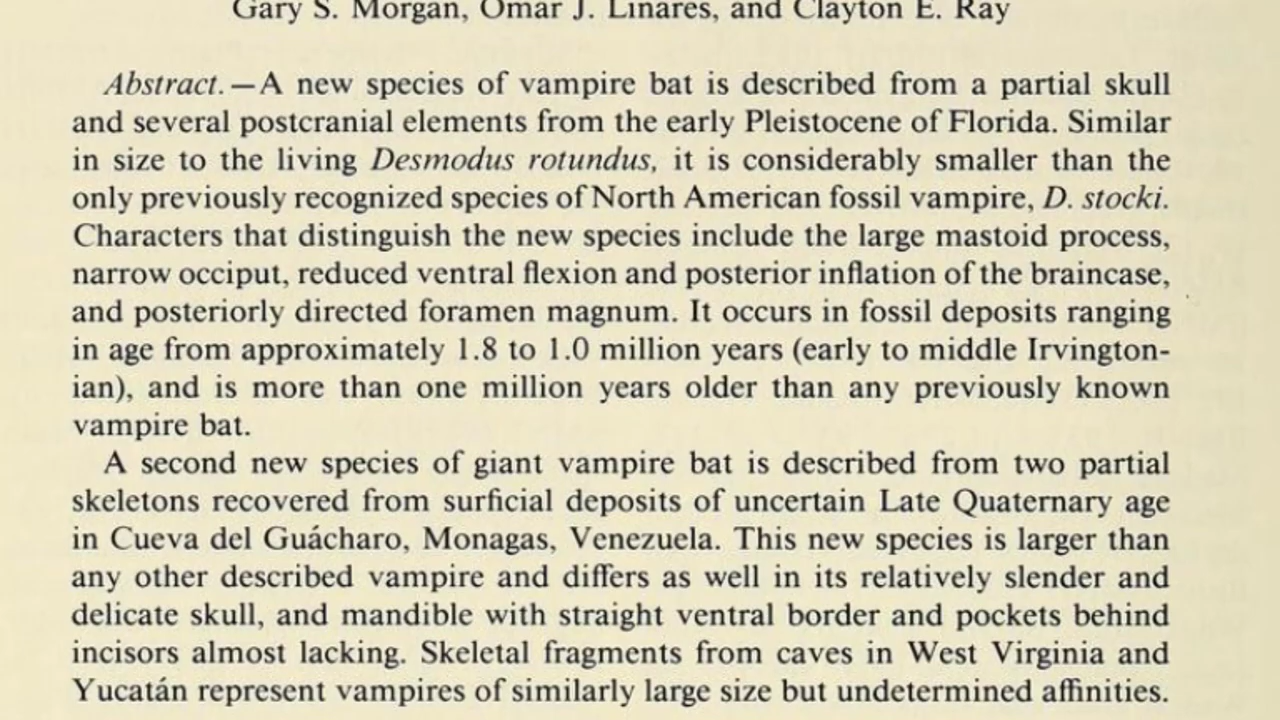 Gary S. Morgan, Omar J. Linares, and Clayton E. Ray
Abstract.—A new species of vampire bat is described from a partial skull
and several postcranial elements from the early Pleistocene of Florida. Similar
in size to the living Desmodus rotundus, it is considerably smaller than the
only previously recognized species of North American fossil vampire, D. stocki.
Characters that distinguish the new species include the large mastoid process,
narrow occiput, reduced ventral flexion and posterior inflation of the braincase,
and posteriorly directed foramen magnum. It occurs in fossil deposits ranging
in age from approximately 1.8 to 1.0 million years (early to middle Irvington-
ian), and is more than one million years older than any previously known
vampire bat.
A second new species of giant vampire bat is described from two partial
skeletons recovered from surficial deposits of uncertain Late Quaternary age
in Cueva del Guácharo, Monagas, Venezuela. This new species is larger than
any other described vampire and differs as well in its relatively slender and
delicate skull, and mandible with straight ventral border and pockets behind
incisors almost lacking. Skeletal fragments from caves in West Virginia and
Yucatán represent vampires of similarly large size but undetermined affinities.